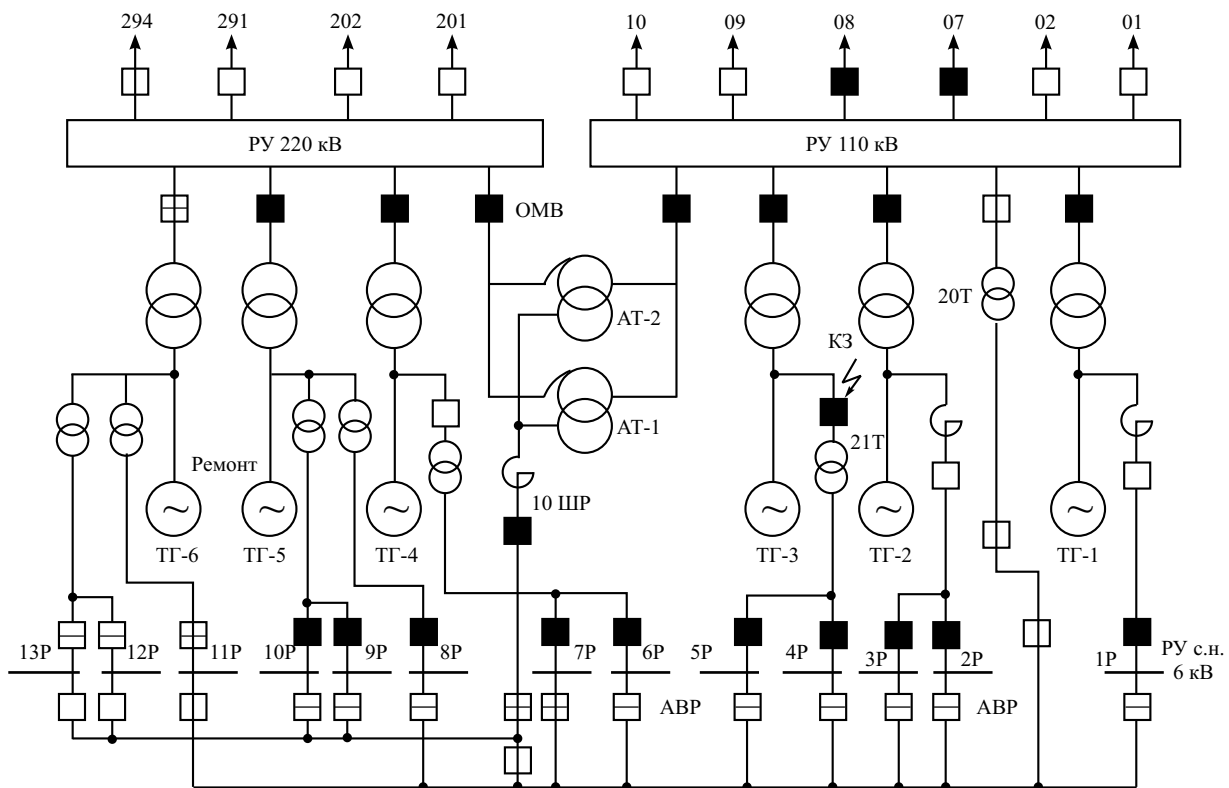 294 291 202 201 10 09 08 07 02 01
РУ 220 кВ РУ 110 кВ
ОМВ
АТ-2
20Т
КЗ
АТ-1
21Т
Ремонт
10 ШР
ТГ-6 ТГ-5 ТГ-4 ТГ-3 ТГ-2 ТГ-1
13Р 12Р 11Р 10Р 9Р 8Р 7Р 6Р 5Р 4Р 3Р 2Р 1Р РУ с.н.
6 кВ
АВР АВР